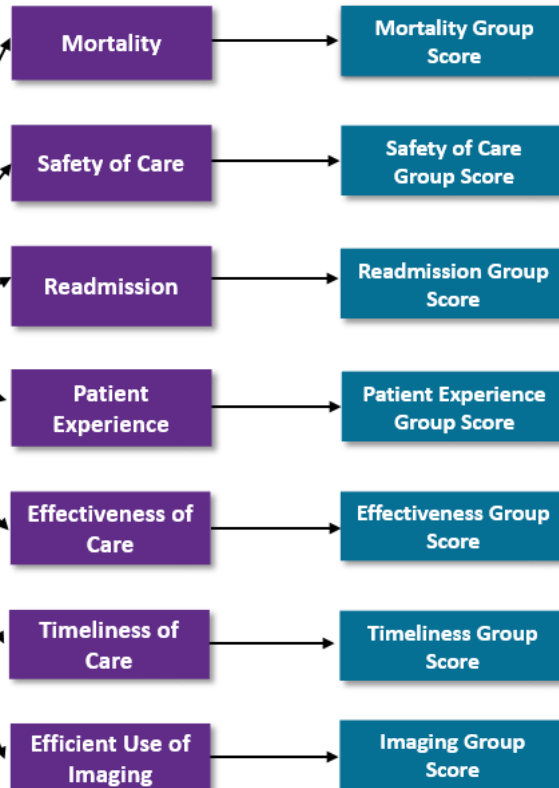 Mortality
Mortality Group
Score
Safety of Care
Safety of Care
Group Score
Readmission
Readmission Group
Score
Patient
Experience
Patient Experience
Group Score
Effectiveness of
Care
Effectiveness Group
Score
Timeliness of
Care
Timeliness Group
Score
Efficient Use of
Imaging
Imaging Group
Score